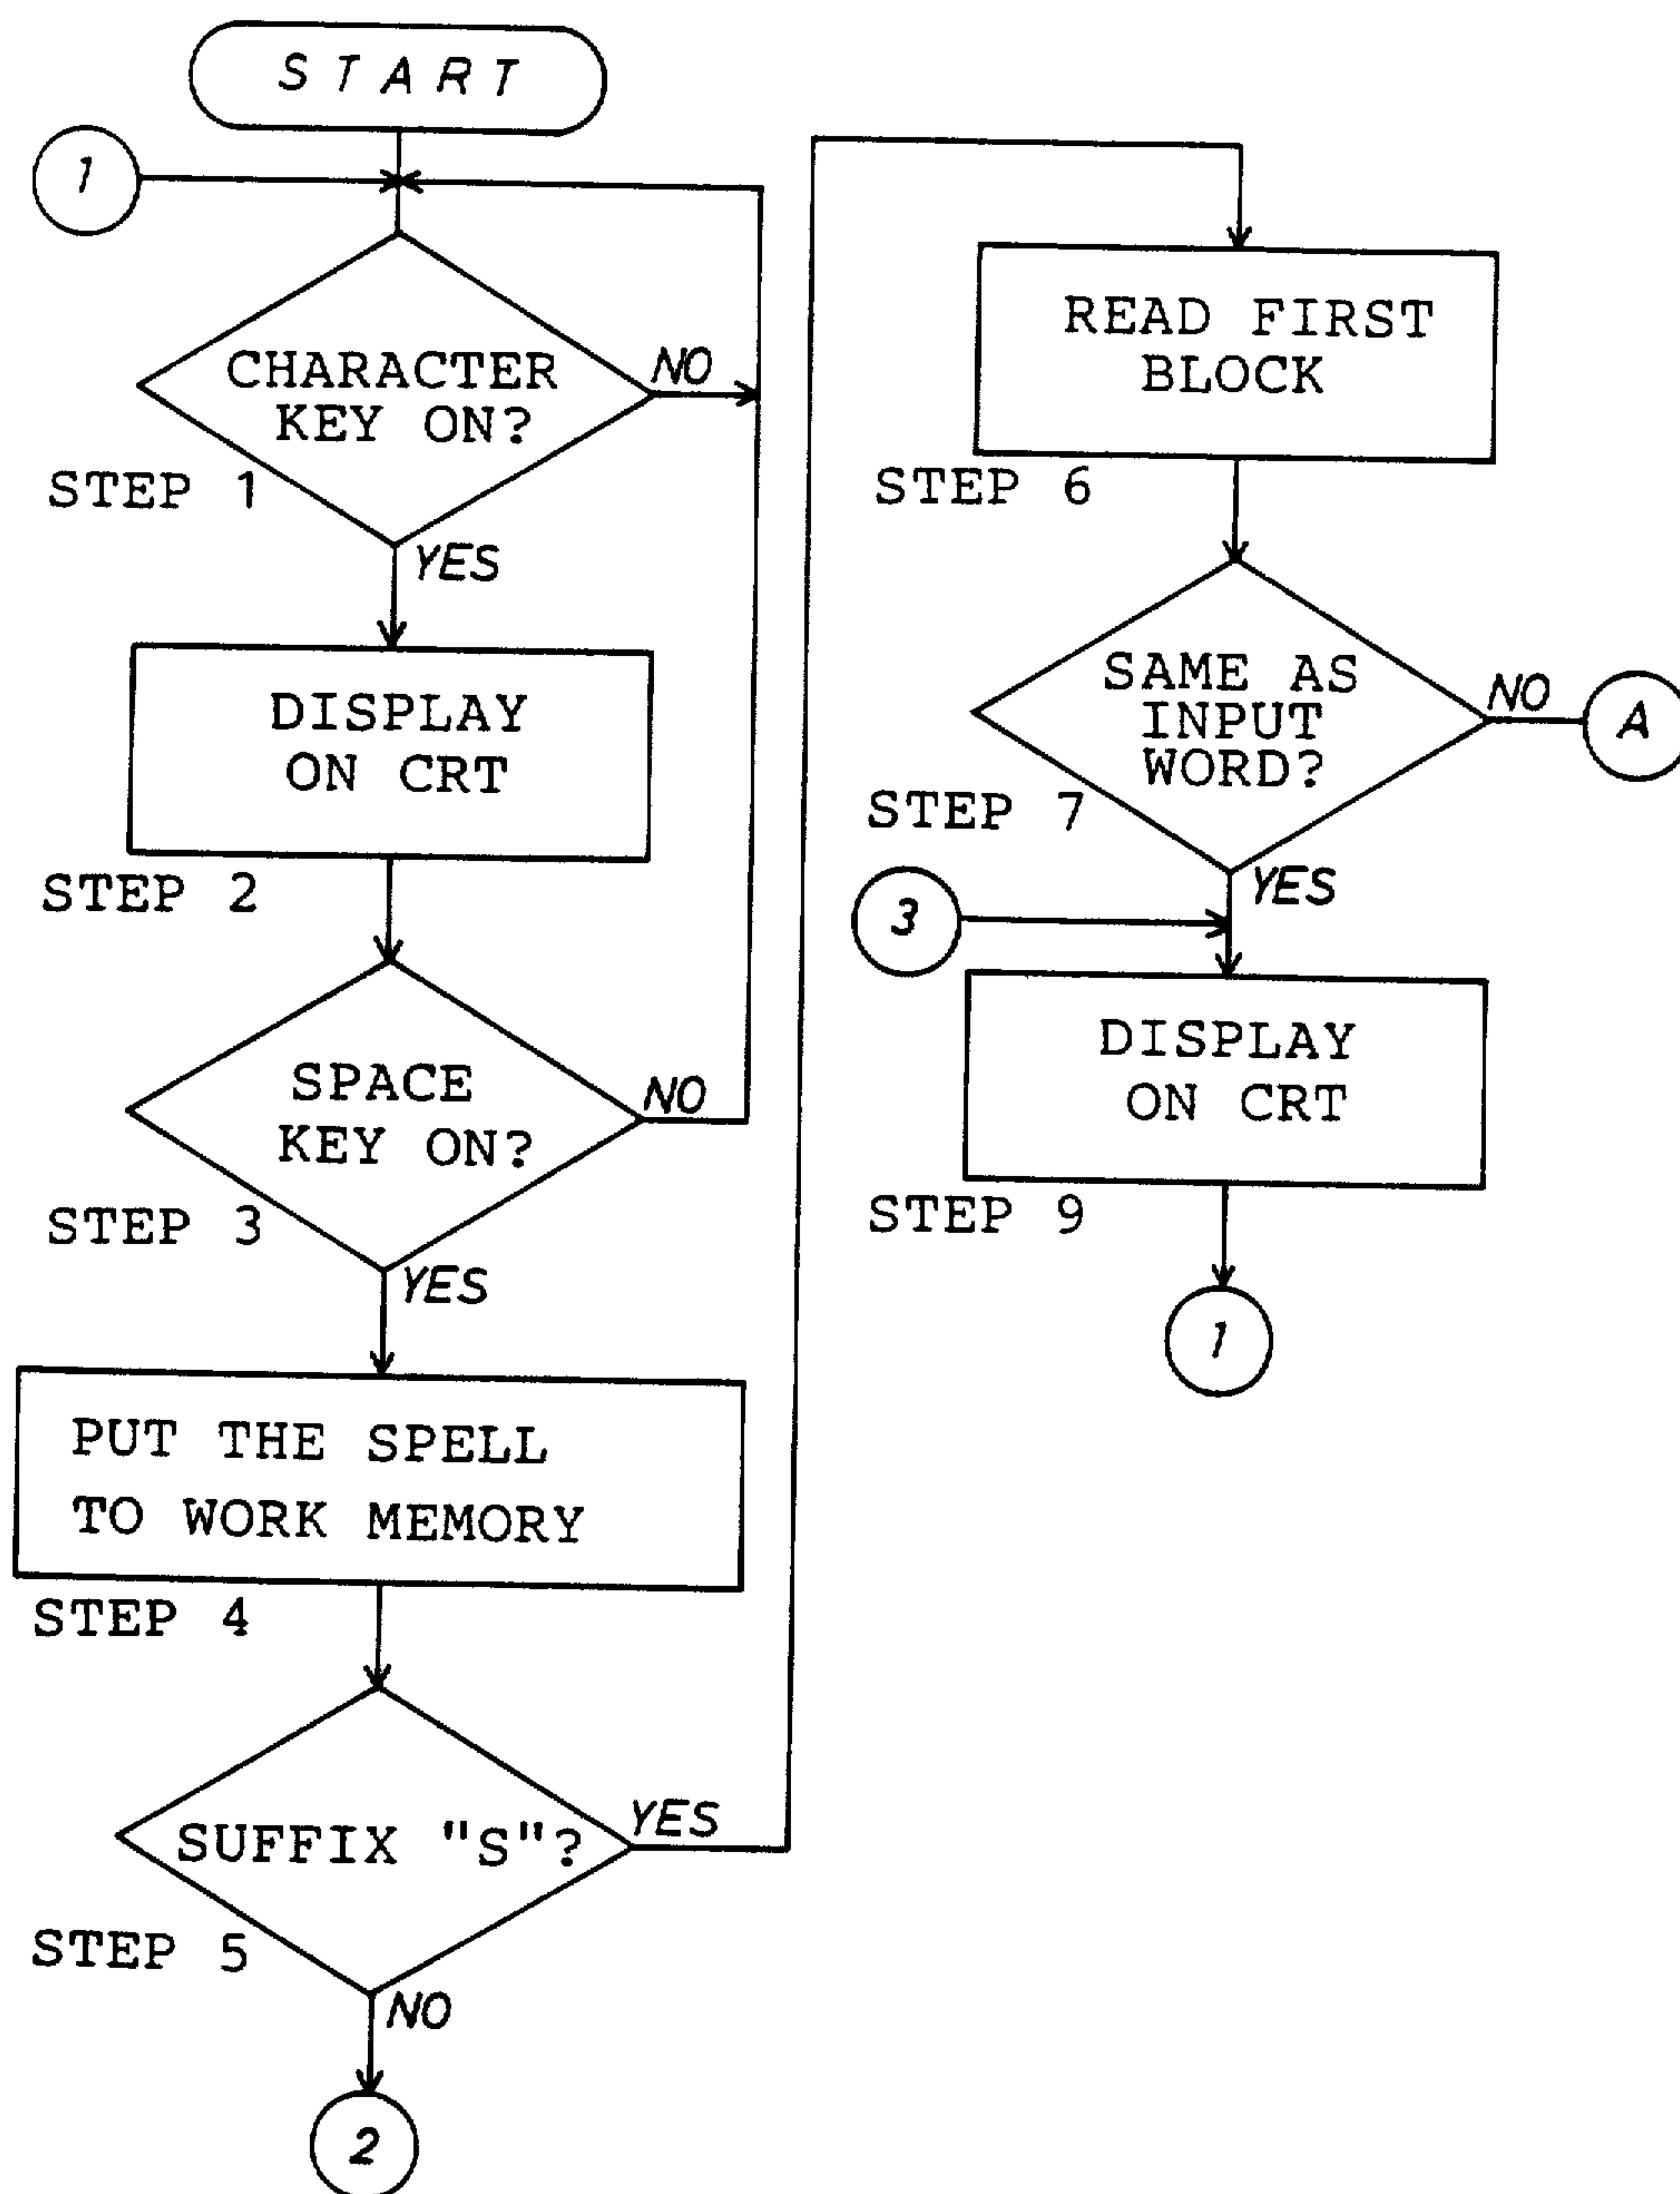 START
1
CHARACTER
KEY ON?
NO
STEP 1
YES
DISPLAY
ON CRT
STEP 2
SPACE
KEY ON?
NO
STEP 3
YES
PUT THE SPELL
TO WORK MEMORY
STEP 4
SUFFIX "S"?
YES
STEP 5
NO
2
READ FIRST
BLOCK
STEP 6
SAME AS
INPUT
WORD?
NO
A
STEP 7
YES
3
DISPLAY
ON CRT
STEP 9
1